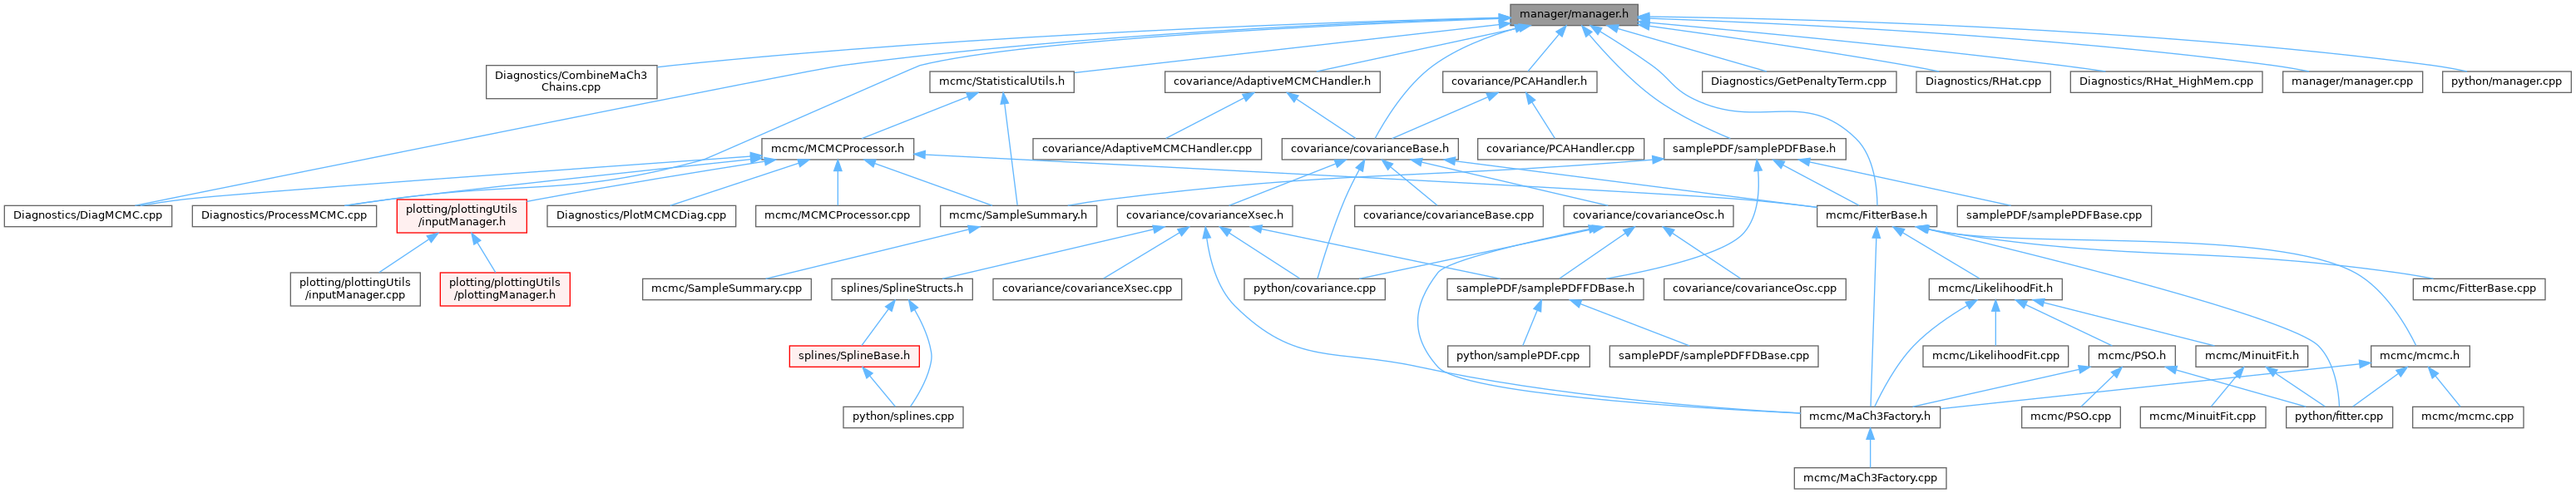 manager/manager.h
Diagnostics/CombineMaCh3
Chains.cpp
mcmc/StatisticalUtils.h
covariance/AdaptiveMCMCHandler.h
covariance/PCAHandler.h
Diagnostics/GetPenaltyTerm.cpp
Diagnostics/RHat.cpp
Diagnostics/RHat_HighMem.cpp
manager/manager.cpp
python/manager.cpp
mcmc/MCMCProcessor.h
covariance/AdaptiveMCMCHandler.cpp
covariance/covarianceBase.h
covariance/PCAHandler.cpp
samplePDF/samplePDFBase.h
Diagnostics/DiagMCMC.cpp
Diagnostics/ProcessMCMC.cpp
plotting/plottingUtils
/inputManager.h
Diagnostics/PlotMCMCDiag.cpp
mcmc/MCMCProcessor.cpp
mcmc/SampleSummary.h
covariance/covarianceXsec.h
covariance/covarianceBase.cpp
covariance/covarianceOsc.h
mcmc/FitterBase.h
samplePDF/samplePDFBase.cpp
plotting/plottingUtils
/inputManager.cpp
plotting/plottingUtils
/plottingManager.h
mcmc/SampleSummary.cpp
splines/SplineStructs.h
covariance/covarianceXsec.cpp
python/covariance.cpp
samplePDF/samplePDFFDBase.h
covariance/covarianceOsc.cpp
mcmc/LikelihoodFit.h
mcmc/FitterBase.cpp
splines/SplineBase.h
python/samplePDF.cpp
samplePDF/samplePDFFDBase.cpp
mcmc/LikelihoodFit.cpp
mcmc/PSO.h
mcmc/MinuitFit.h
mcmc/mcmc.h
python/splines.cpp
mcmc/MaCh3Factory.h
mcmc/PSO.cpp
mcmc/MinuitFit.cpp
python/fitter.cpp
mcmc/mcmc.cpp
mcmc/MaCh3Factory.cpp